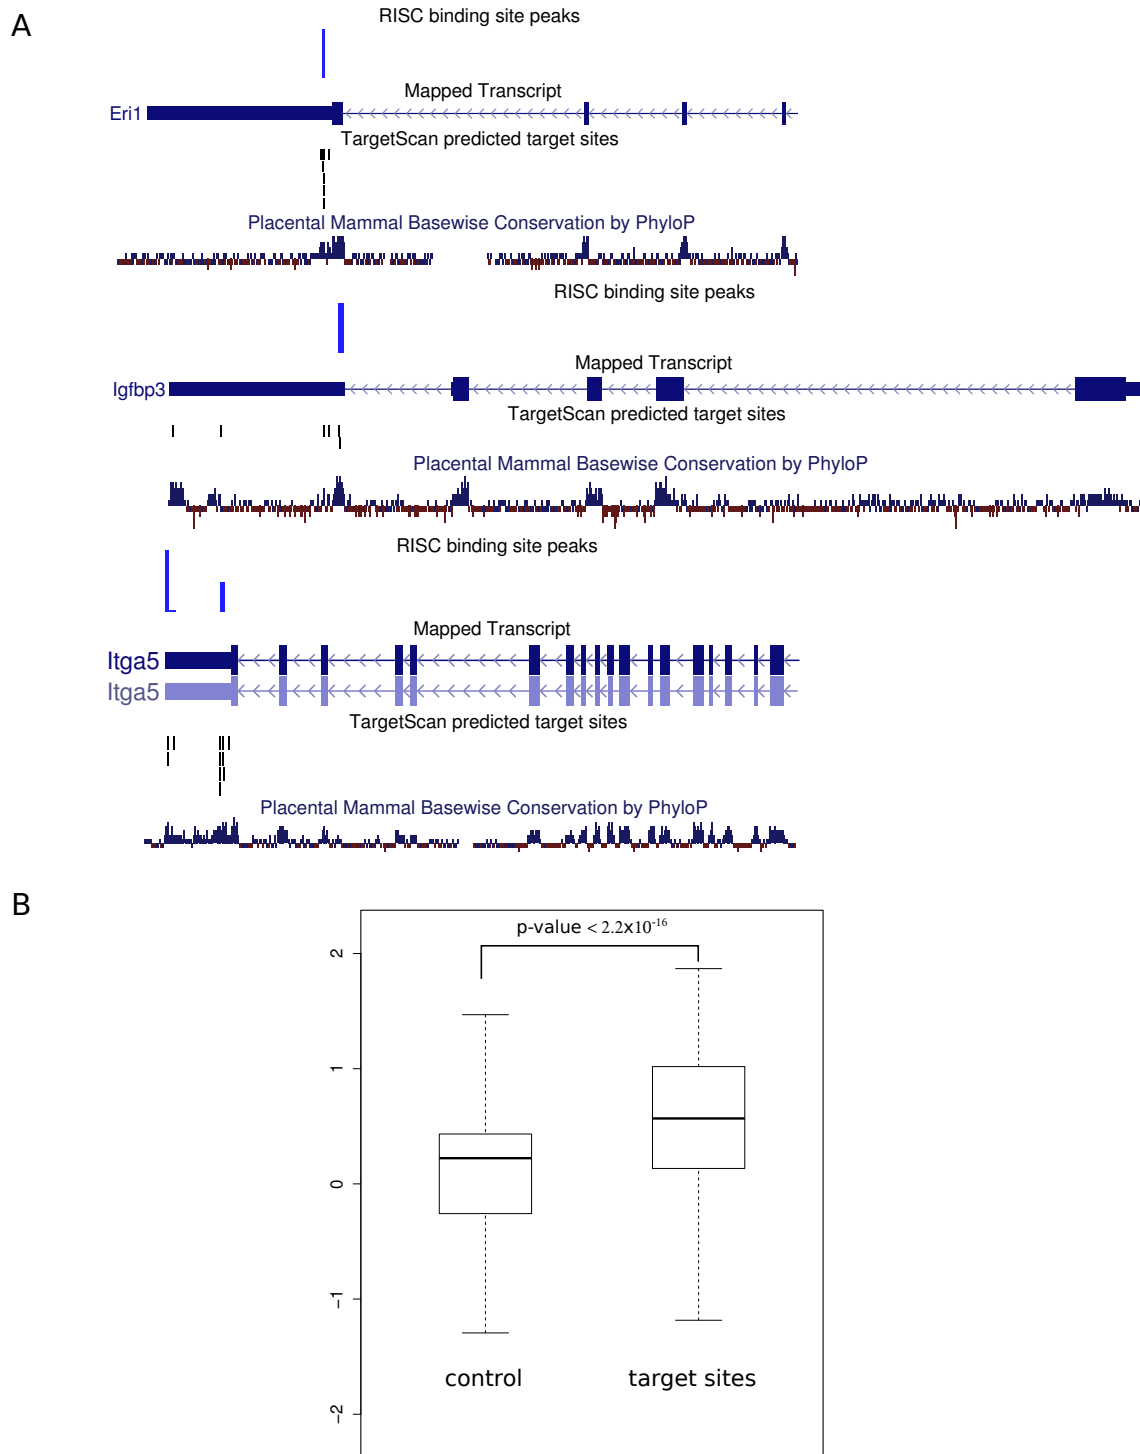 A
RISC binding site peaks
Mapped Transcript
Eri1
TargetScan predicted target sites
Placental Mammal Basewise Conservation by PhyloP
RISC binding site peaks
Mapped Transcript
Igfbp3
TargetScan predicted target sites
Placental Mammal Basewise Conservation by PhyloP
RISC binding site peaks
Mapped Transcript
Itga5
Itga5
TargetScan predicted target sites
Placental Mammal Basewise Conservation by PhyloP
B
p-value < 2.2x10⁻¹⁶
2
1
0
-1
-2
control target sites